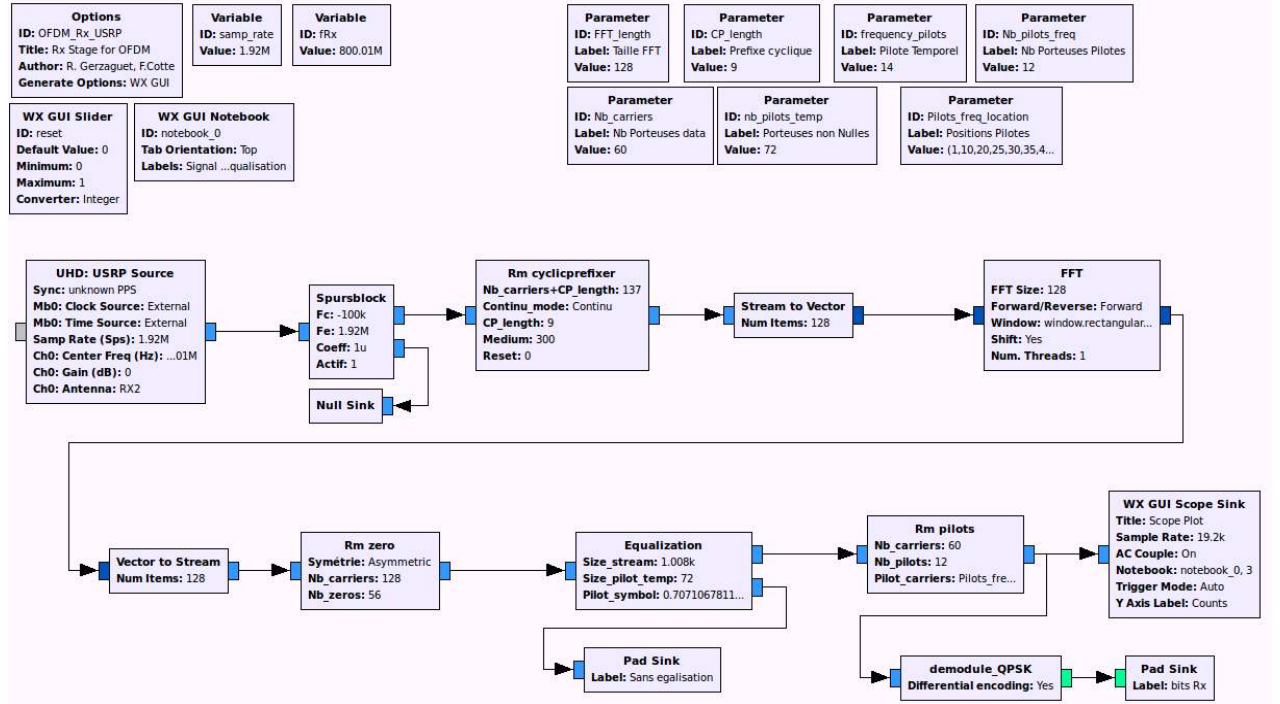 Options
ID: OFDM_Rx_USRP
Title: Rx Stage for OFDM
Author: R. Gerzaguet, F.Cotte
Generate Options: WX GUI
Variable
ID: samp_rate
Value: 1.92M
Variable
ID: fRx
Value: 800.01M
Parameter
ID: FFT_length
Label: Taille FFT
Value: 128
Parameter
ID: CP_length
Label: Prefixe cyclique
Value: 9
Parameter
ID: frequency_pilots
Label: Pilote Temporel
Value: 14
Parameter
ID: Nb_pilots_freq
Label: Nb Porteuses Pilotes
Value: 12
WX GUI Slider
ID: reset
Default Value: 0
Minimum: 0
Maximum: 1
Converter: Integer
WX GUI Notebook
ID: notebook_0
Tab Orientation: Top
Labels: Signal ...qualisation
Parameter
ID: Nb_carriers
Label: Nb Porteuses data
Value: 60
Parameter
ID: nb_pilots_temp
Label: Porteuses non Nulles
Value: 72
Parameter
ID: Pilots_freq_location
Label: Positions Pilotes
Value: (1,10,20,25,30,35,4...
UHD: USRP Source
Sync: unknown PPS
Mb0: Clock Source: External
Mb0: Time Source: External
Samp Rate (Sps): 1.92M
Ch0: Center Freq (Hz): ...01M
Ch0: Gain (dB): 0
Ch0: Antenna: RX2
Spursblock
Fc: -100k
Fe: 1.92M
Coeff: 1u
Actif: 1
Null Sink
Rm cyclicprefixer
Nb_carriers+CP_length: 137
Continu_mode: Continu
CP_length: 9
Medium: 300
Reset: 0
Stream to Vector
Num Items: 128
FFT
FFT Size: 128
Forward/Reverse: Forward
Window: window.rectangular...
Shift: Yes
Num. Threads: 1
Vector to Stream
Num Items: 128
Rm zero
Symétrie: Asymmetric
Nb_carriers: 128
Nb_zeros: 56
Equalization
Size_stream: 1.008k
Size_pilot_temp: 72
Pilot_symbol: 0.7071067811...
Rm pilots
Nb_carriers: 60
Nb_pilots: 12
Pilot_carriers: Pilots_fre...
WX GUI Scope Sink
Title: Scope Plot
Sample Rate: 19.2k
AC Couple: On
Notebook: notebook_0, 3
Trigger Mode: Auto
Y Axis Label: Counts
Pad Sink
Label: Sans egalisation
demodule_QPSK
Differential encoding: Yes
Pad Sink
Label: bits Rx